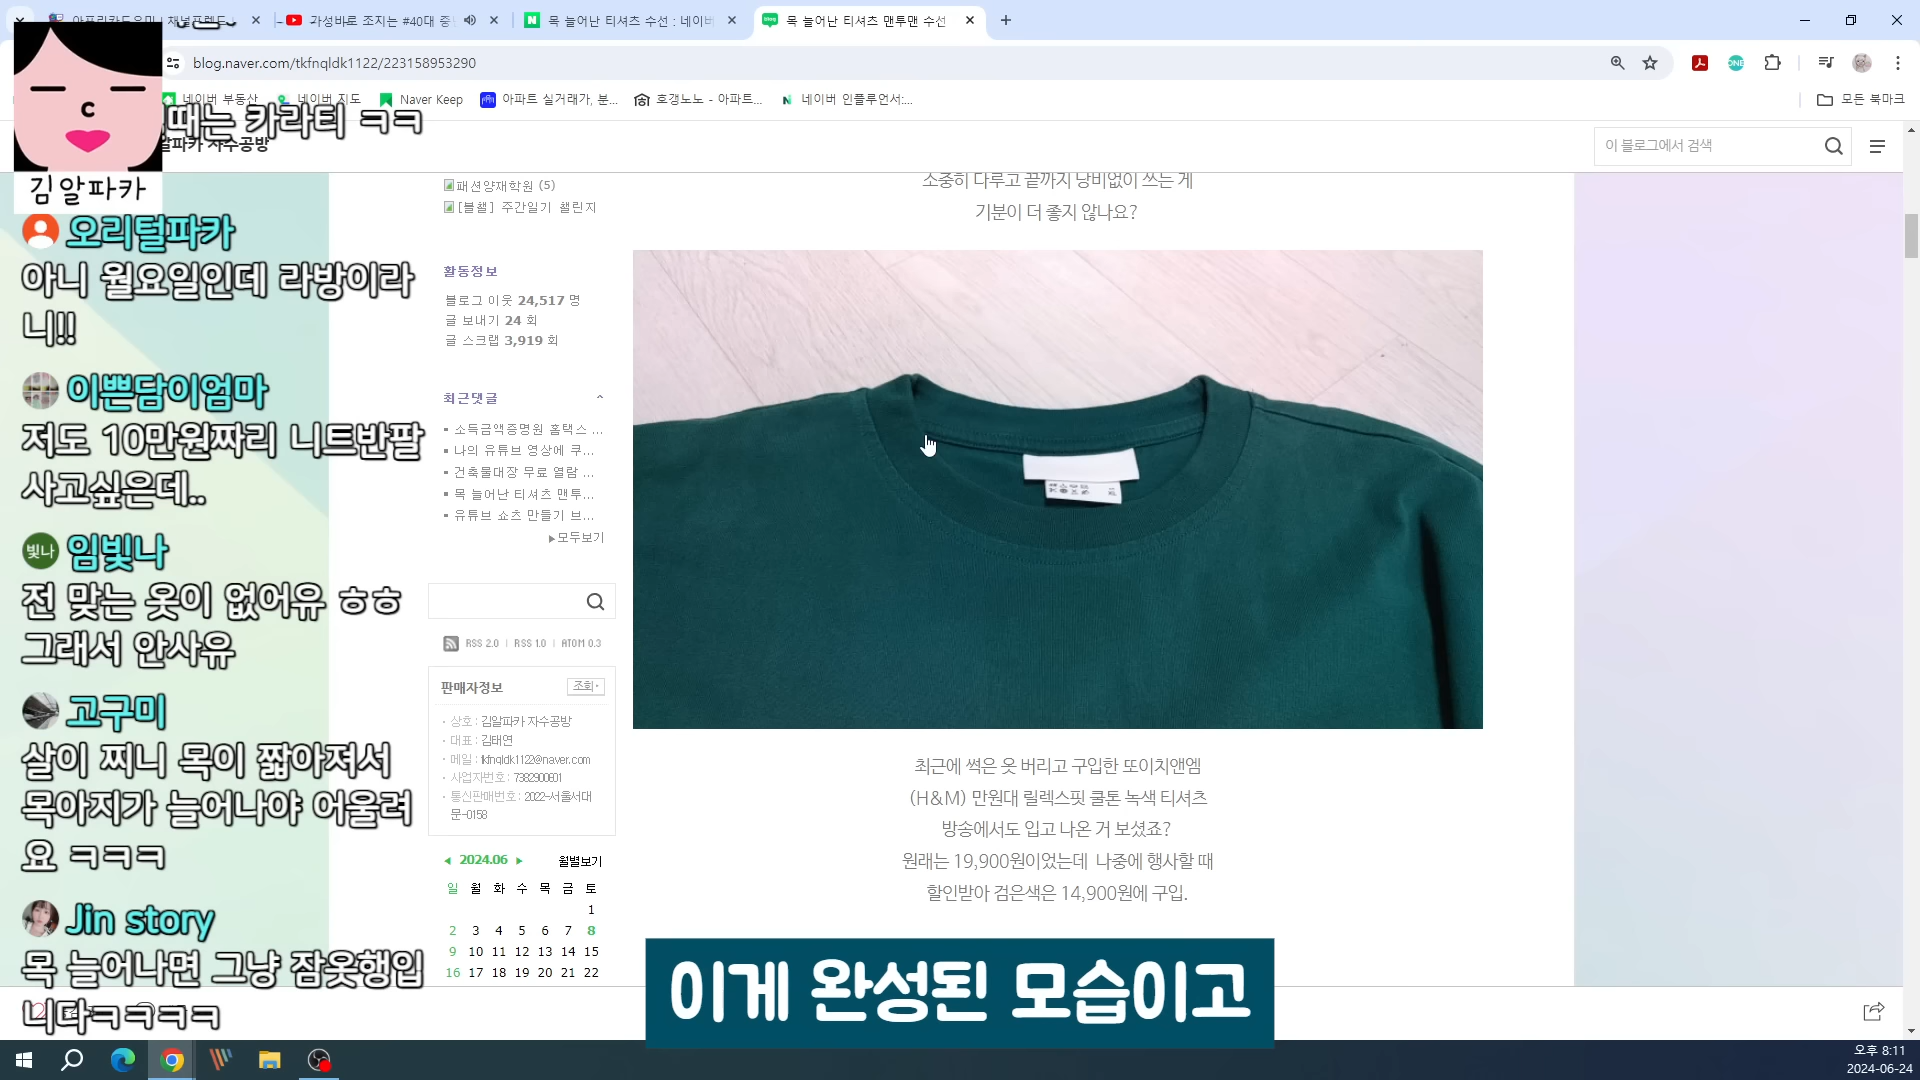 가성바로 조지는 #40대 중
목 늘어난 티셔츠 수선 : 네이버
목 늘어난 티셔츠 맨투맨 수선
blog.naver.com/tkfnqldk1122/223158953290
네이버 부동산
네이버 지도
Naver Keep
아파트 실거래가, 분...
호갱노노 - 아파트...
네이버 인플루언서:...
모든 북마크
때는 카라티 ㅋㅋ
알파카 자수공방
이 블로그에서 검색
김알파카
오리털파카
아니 월요일인데 라방이라
니!!
이쁜담이엄마
저도 10만원짜리 니트반팔
사고싶은데..
빛나
임빛나
전 맞는 옷이 없어유 ㅎㅎ
그래서 안사유
고구미
살이 찌니 목이 짧아져서
목아지가 늘어나야 어울려
요 ㅋㅋㅋ
Jin story
목 늘어나면 그냥 잠옷행입
니다ㅋㅋㅋㅋ
패션양재학원 (5)
[블챌] 주간일기 챌린지
활동정보
블로그 이웃 24,517 명
글 보내기 24 회
글 스크랩 3,919 회
최근댓글
소득금액증명원 홈택스 ...
나의 유튜브 영상에 쿠...
건축물대장 무료 열람 ...
목 늘어난 티셔츠 맨투...
유튜브 쇼츠 만들기 브...
▶모두보기
RSS 2.0 | RSS 1.0 | ATOM 0.3
판매자정보
조회
· 상호 : 김알파카 자수공방
· 대표 : 김태연
· 메일 : tkfnqldk1122@naver.com
· 사업자번호 : 7382900601
· 통신판매번호 : 2022-서울서대
문-0158
◀ 2024.06 ▶ 월별보기
일 월 화 수 목 금 토
1
2 3 4 5 6 7 8
9 10 11 12 13 14 15
16 17 18 19 20 21 22
소중히 다루고 끝까지 낭비없이 쓰는 게
기분이 더 좋지 않나요?
최근에 썩은 옷 버리고 구입한 또이치앤엠
(H&M) 만원대 릴렉스핏 쿨톤 녹색 티셔츠
방송에서도 입고 나온 거 보셨죠?
원래는 19,900원이었는데 나중에 행사할 때
할인받아 검은색은 14,900원에 구입.
이게 완성된 모습이고
오후 8:11
2024-06-24